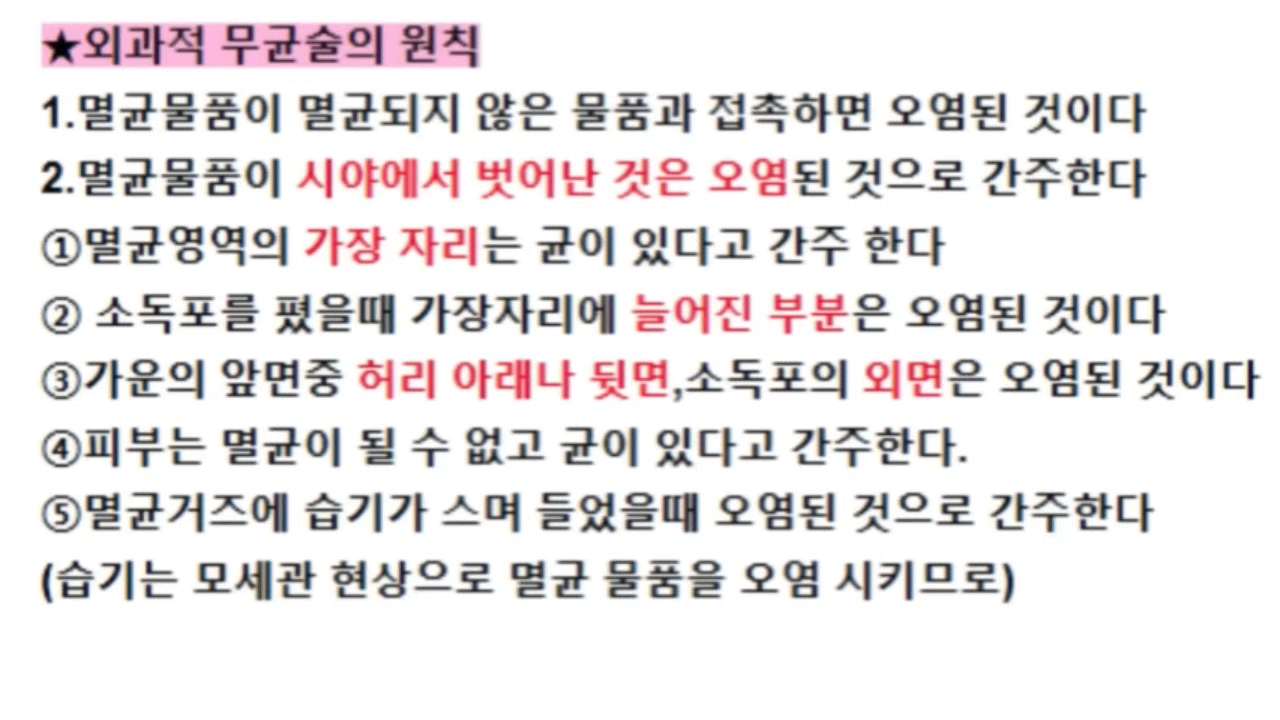 ★외과적 무균술의 원칙
1.멸균물품이 멸균되지 않은 물품과 접촉하면 오염된 것이다
2.멸균물품이 시야에서 벗어난 것은 오염된 것으로 간주한다
①멸균영역의 가장 자리는 균이 있다고 간주 한다
② 소독포를 폈을때 가장자리에 늘어진 부분은 오염된 것이다
③가운의 앞면중 허리 아래나 뒷면,소독포의 외면은 오염된 것이다
④피부는 멸균이 될 수 없고 균이 있다고 간주한다.
⑤멸균거즈에 습기가 스며 들었을때 오염된 것으로 간주한다
(습기는 모세관 현상으로 멸균 물품을 오염 시키므로)